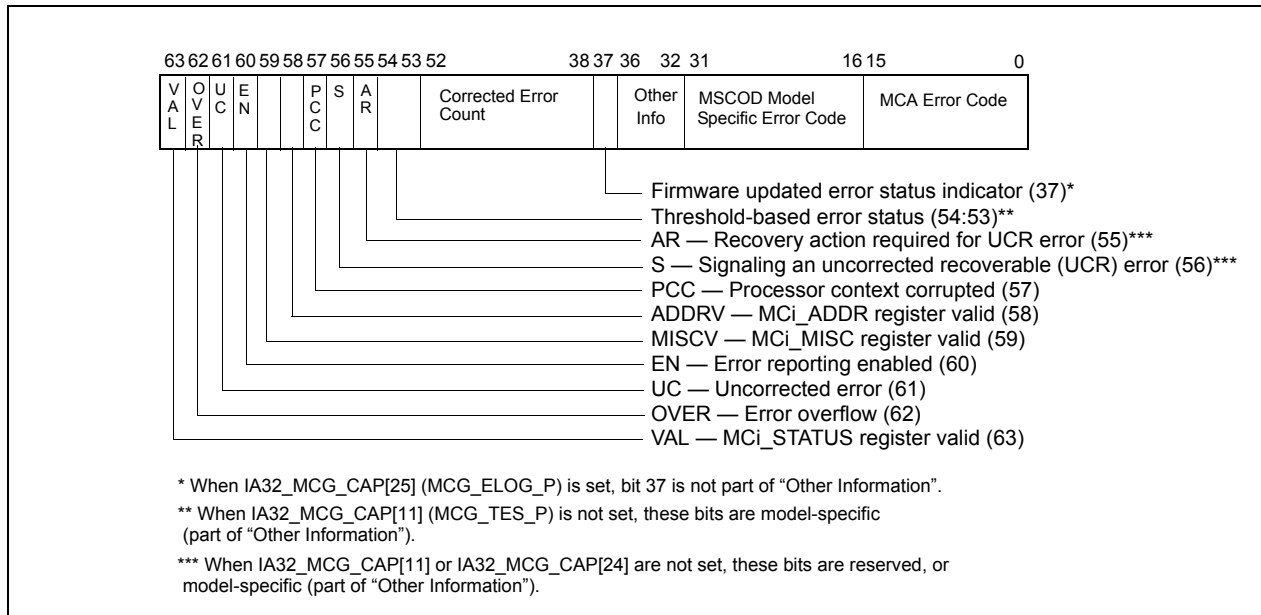 63 62 61 60 59 58 57 56 55 54 53 52 38 37 36 32 31 16 15 0
VAL
OVER
UC
EN
PCC
S
AR
Corrected Error
Count
Other
Info
MSCOD Model
Specific Error Code
MCA Error Code
Firmware updated error status indicator (37)*
Threshold-based error status (54:53)**
AR — Recovery action required for UCR error (55)***
S — Signaling an uncorrected recoverable (UCR) error (56)***
PCC — Processor context corrupted (57)
ADDRV — MCi_ADDR register valid (58)
MISCV — MCi_MISC register valid (59)
EN — Error reporting enabled (60)
UC — Uncorrected error (61)
OVER — Error overflow (62)
VAL — MCi_STATUS register valid (63)
* When IA32_MCG_CAP[25] (MCG_ELOG_P) is set, bit 37 is not part of “Other Information”.
** When IA32_MCG_CAP[11] (MCG_TES_P) is not set, these bits are model-specific
(part of “Other Information”).
*** When IA32_MCG_CAP[11] or IA32_MCG_CAP[24] are not set, these bits are reserved, or
model-specific (part of “Other Information”).